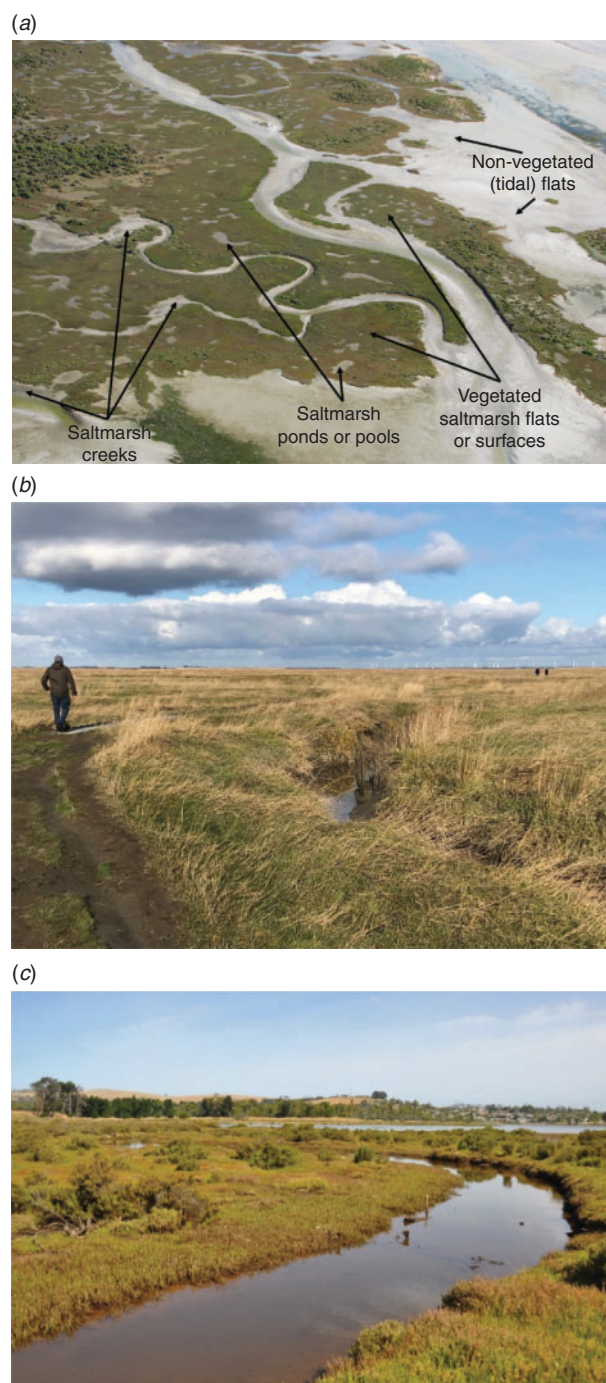 (a)
Non-vegetated
(tidal) flats
Saltmarsh
creeks
Saltmarsh
ponds or pools
Vegetated
saltmarsh flats
or surfaces
(b)
(c)